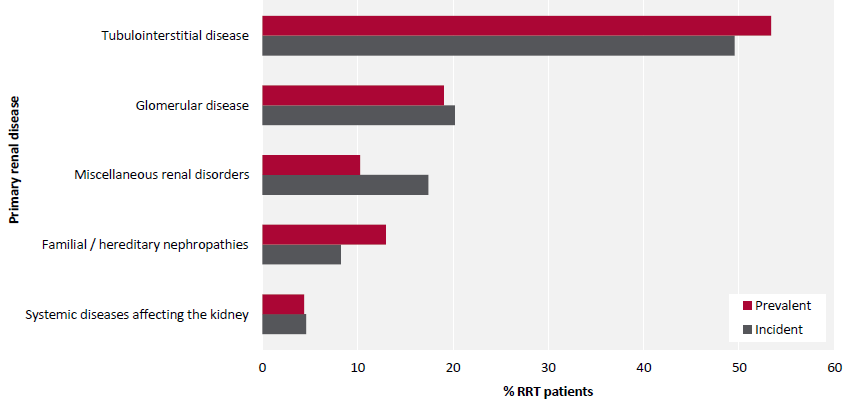 Primary renal disease
Tubulointerstitial disease
Glomerular disease
Miscellaneous renal disorders
Familial / hereditary nephropathies
Systemic diseases affecting the kidney
Prevalent
Incident
0 10 20 30 40 50 60
% RRT patients